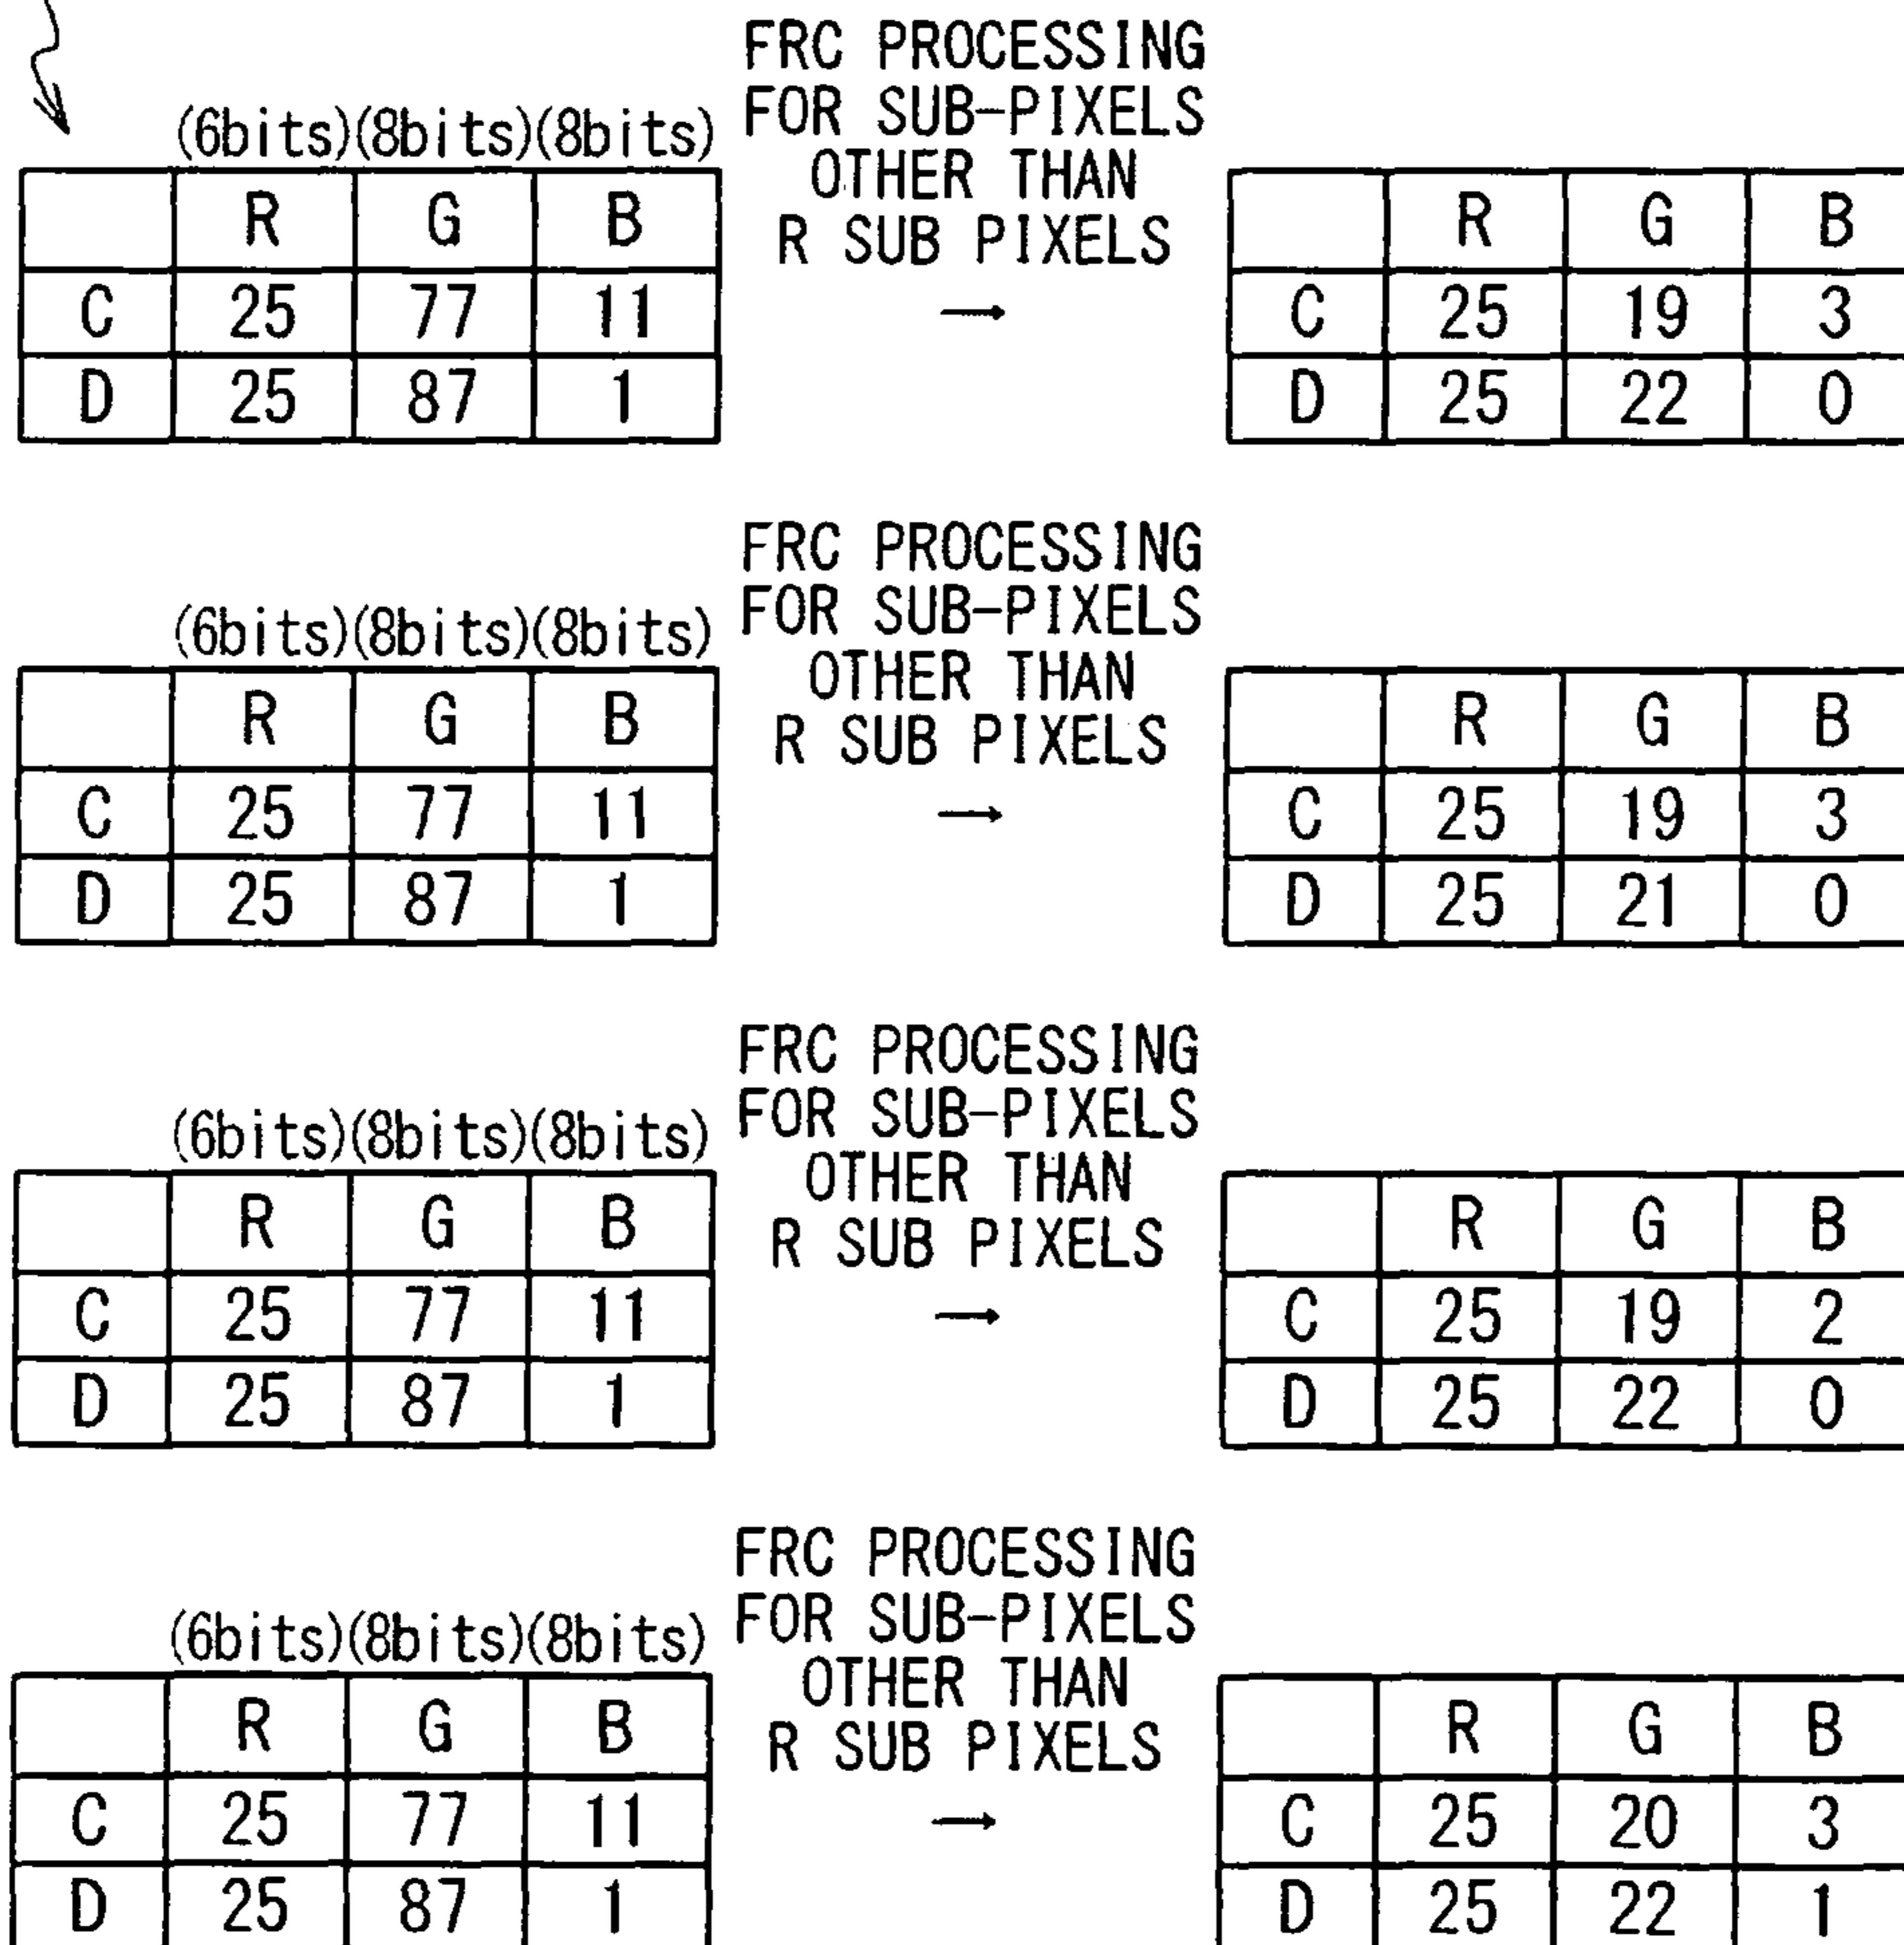 FRC PROCESSING
FOR SUB-PIXELS
OTHER THAN
R SUB PIXELS
(6bits)(8bits)(8bits)
R G B
C 25 77 11
D 25 87 1
→
R G B
C 25 19 3
D 25 22 0
FRC PROCESSING
FOR SUB-PIXELS
OTHER THAN
R SUB PIXELS
(6bits)(8bits)(8bits)
R G B
C 25 77 11
D 25 87 1
→
R G B
C 25 19 3
D 25 21 0
FRC PROCESSING
FOR SUB-PIXELS
OTHER THAN
R SUB PIXELS
(6bits)(8bits)(8bits)
R G B
C 25 77 11
D 25 87 1
→
R G B
C 25 19 2
D 25 22 0
FRC PROCESSING
FOR SUB-PIXELS
OTHER THAN
R SUB PIXELS
(6bits)(8bits)(8bits)
R G B
C 25 77 11
D 25 87 1
→
R G B
C 25 20 3
D 25 22 1